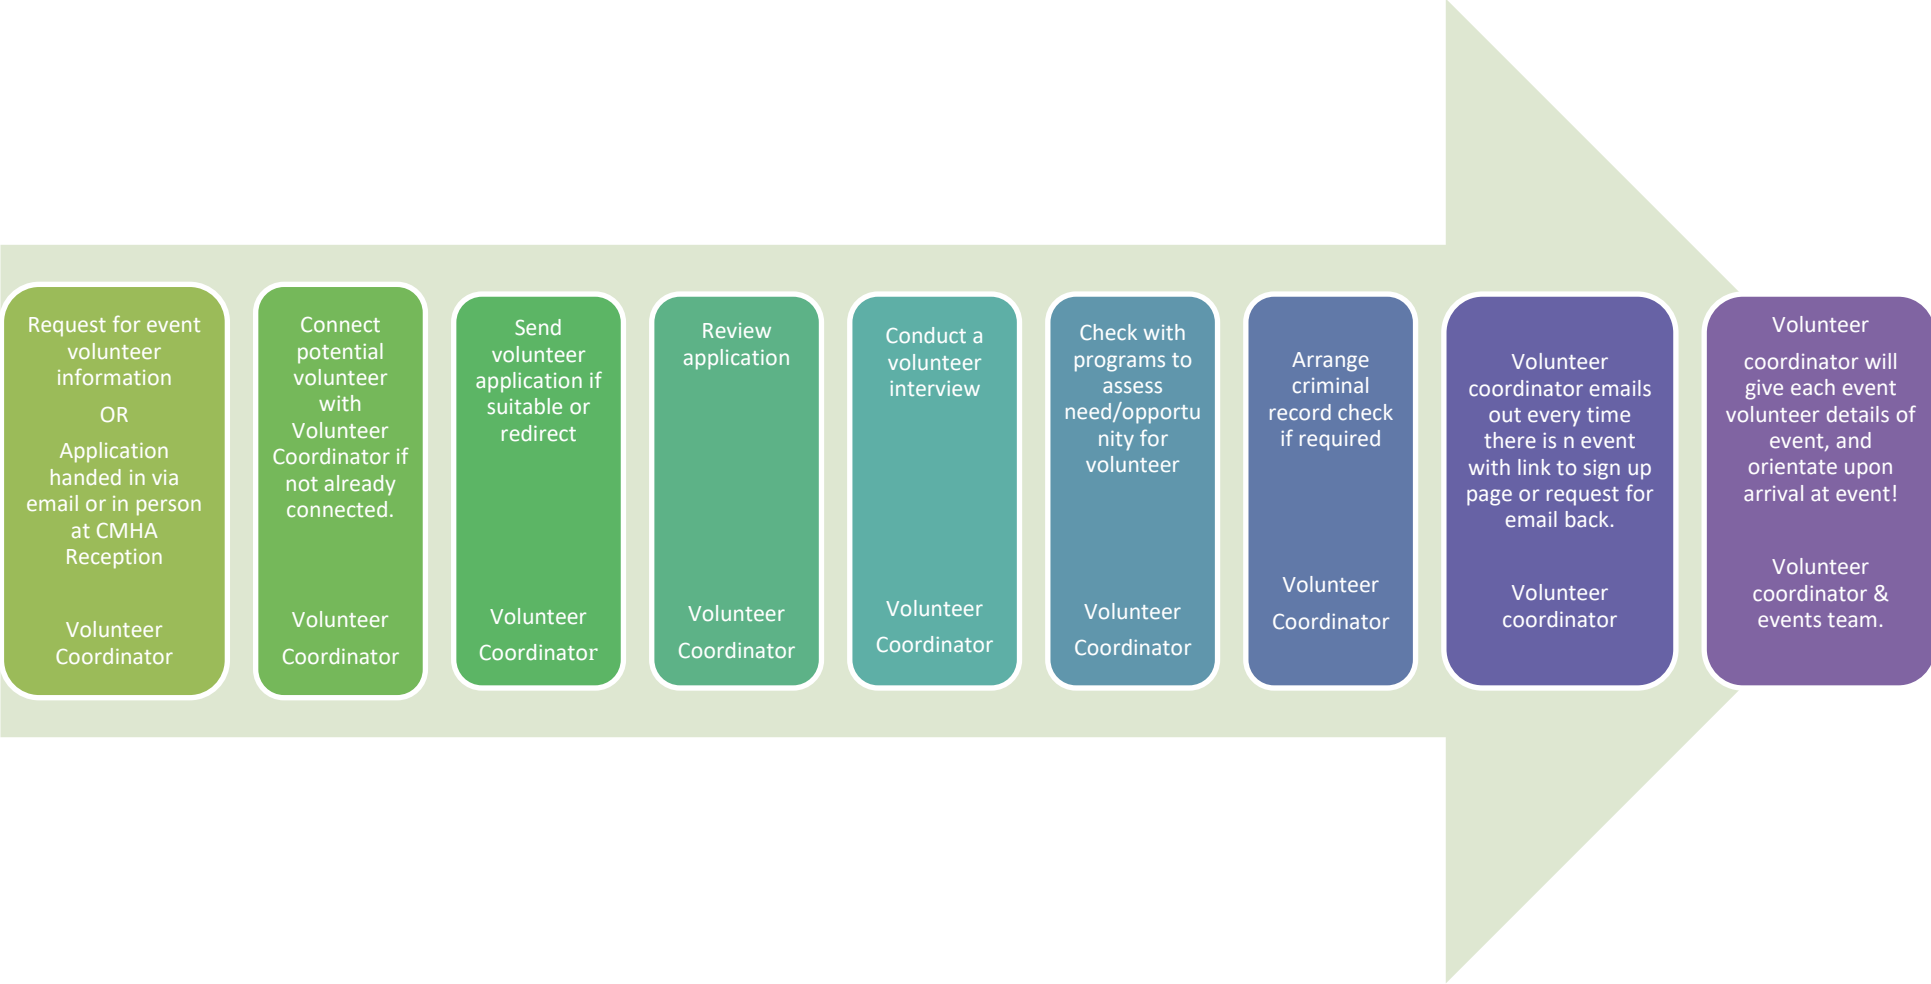 Request for event
volunteer
information
OR
Application
handed in via
email or in person
at CMHA
Reception
Volunteer
Coordinator
Connect
potential
volunteer
with
Volunteer
Coordinator if
not already
connected.
Volunteer
Coordinator
Send
volunteer
application if
suitable or
redirect
Volunteer
Coordinator
Review
application
Volunteer
Coordinator
Conduct a
volunteer
interview
Volunteer
Coordinator
Check with
programs to
assess
need/opportu
nity for
volunteer
Volunteer
Coordinator
Arrange
criminal
record check
if required
Volunteer
Coordinator
Volunteer
coordinator emails
out every time
there is n event
with link to sign up
page or request for
email back.
Volunteer
coordinator
Volunteer
coordinator will
give each event
volunteer details of
event, and
orientate upon
arrival at event!
Volunteer
coordinator &
events team.